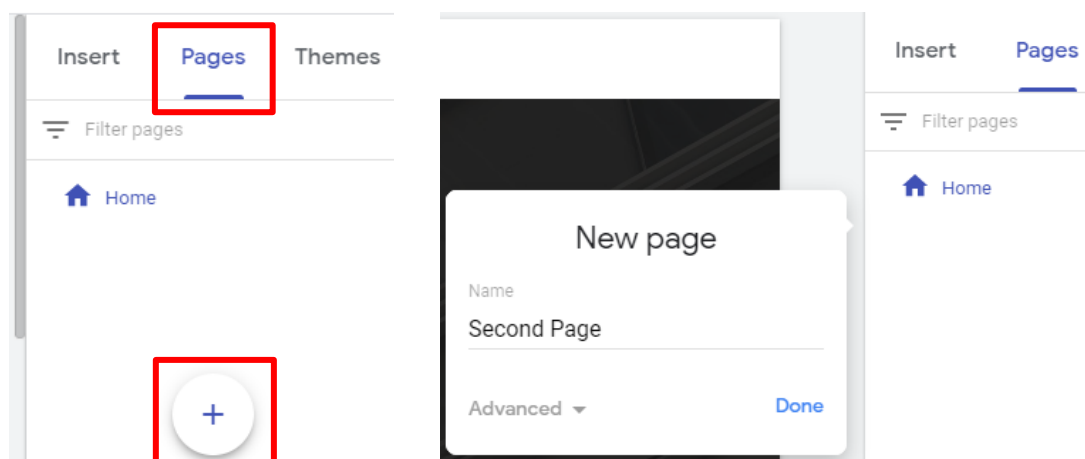 Insert Pages Themes
Filter pages
Home
+
New page
Name
Second Page
Advanced Done
Insert Pages
Filter pages
Home